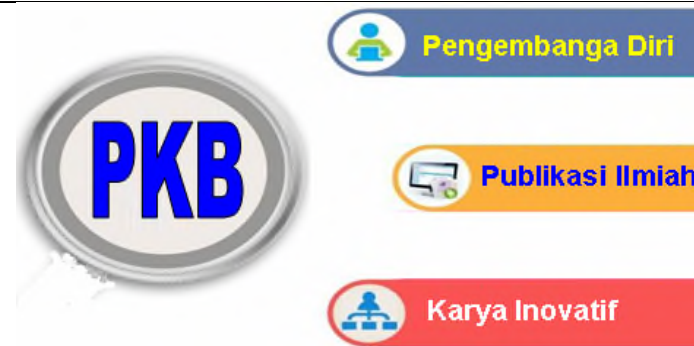 PKB
Pengembanga Diri
Publikasi Ilmiah
Karya Inovatif